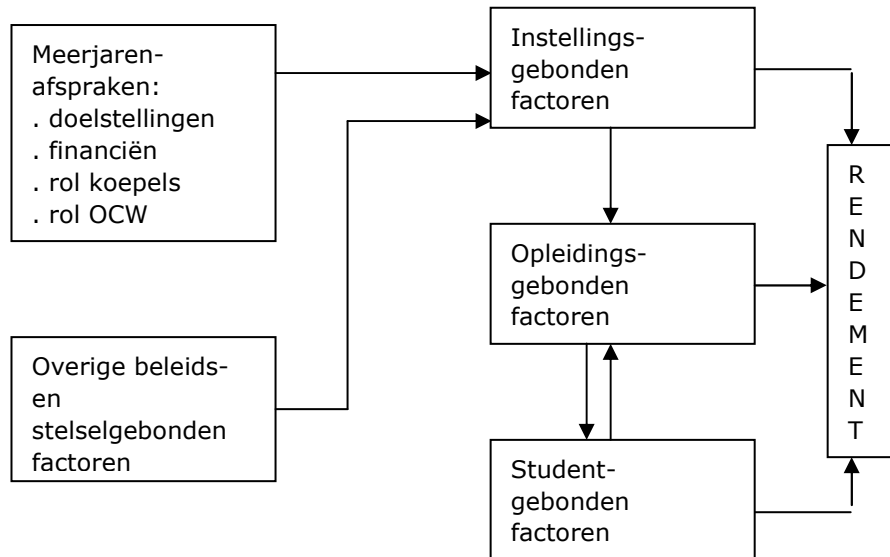 Meerjaren-
afspraken:
. doelstellingen
. financiën
. rol koepels
. rol OCW
Overige beleids-
en
stelselgebonden
factoren
Instellings-
gebonden
factoren
Opleidings-
gebonden
factoren
Student-
gebonden
factoren
R
E
N
D
E
M
E
N
T